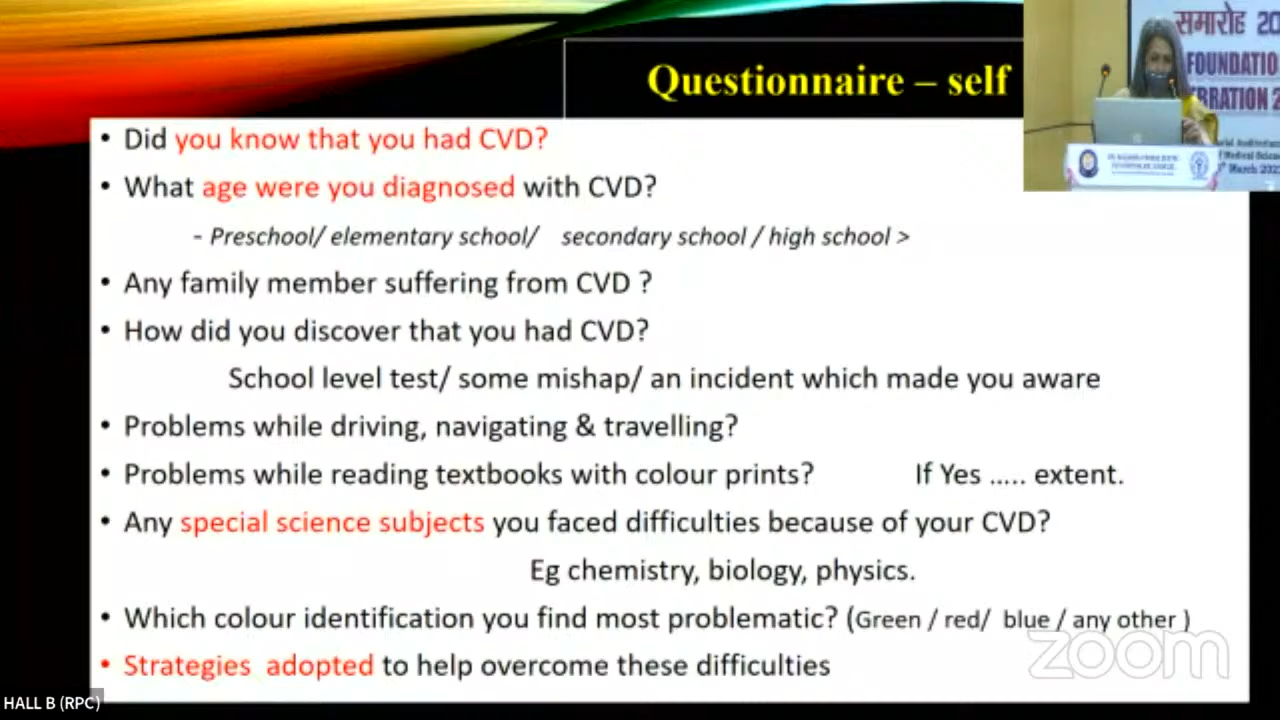 Questionnaire – self
• Did you know that you had CVD?
• What age were you diagnosed with CVD?
- Preschool/ elementary school/ secondary school / high school >
• Any family member suffering from CVD ?
• How did you discover that you had CVD?
School level test/ some mishap/ an incident which made you aware
• Problems while driving, navigating & travelling?
• Problems while reading textbooks with colour prints? If Yes ..... extent.
• Any special science subjects you faced difficulties because of your CVD?
Eg chemistry, biology, physics.
• Which colour identification you find most problematic? (Green / red/ blue / any other )
• Strategies adopted to help overcome these difficulties
समारोह 20
FOUNDATIO
BRATION 2
March 202
zoom
HALL B (RPC)